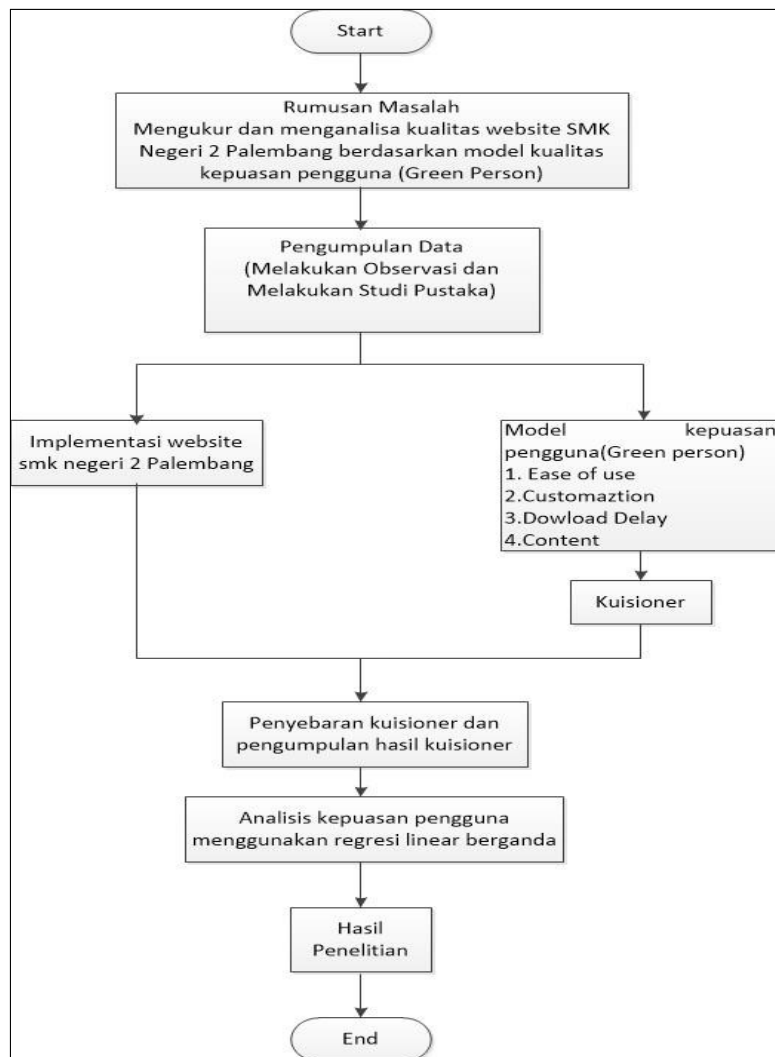 Start
Rumusan Masalah
Mengukur dan menganalisa kualitas website SMK
Negeri 2 Palembang berdasarkan model kualitas
kepuasan pengguna (Green Person)
Pengumpulan Data
(Melakukan Observasi dan
Melakukan Studi Pustaka)
Implementasi website
smk negeri 2 Palembang
Model kepuasan
pengguna(Green person)
1. Ease of use
2.Customaztion
3.Dowload Delay
4.Content
Kuisioner
Penyebaran kuisioner dan
pengumpulan hasil kuisioner
Analisis kepuasan pengguna
menggunakan regresi linear berganda
Hasil
Penelitian
End